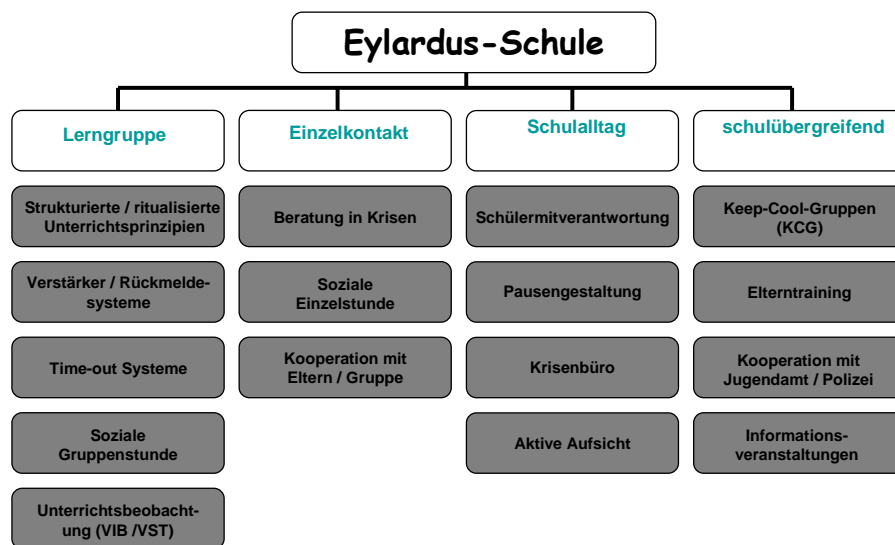 Eylardus-Schule
Lerngruppe
Strukturierte / ritualisierte
Unterrichtsprinzipien
Verstärker / Rückmelde-
systeme
Time-out Systeme
Soziale
Gruppenstunde
Unterrichtsbeobacht-
ung (VIB /VST)
Einzelkontakt
Beratung in Krisen
Soziale
Einzelstunde
Kooperation mit
Eltern / Gruppe
Schulalltag
Schülermitverantwortung
Pausengestaltung
Krisenbüro
Aktive Aufsicht
schulübergreifend
Keep-Cool-Gruppen
(KCG)
Elterntraining
Kooperation mit
Jugendamt / Polizei
Informations-
veranstaltungen